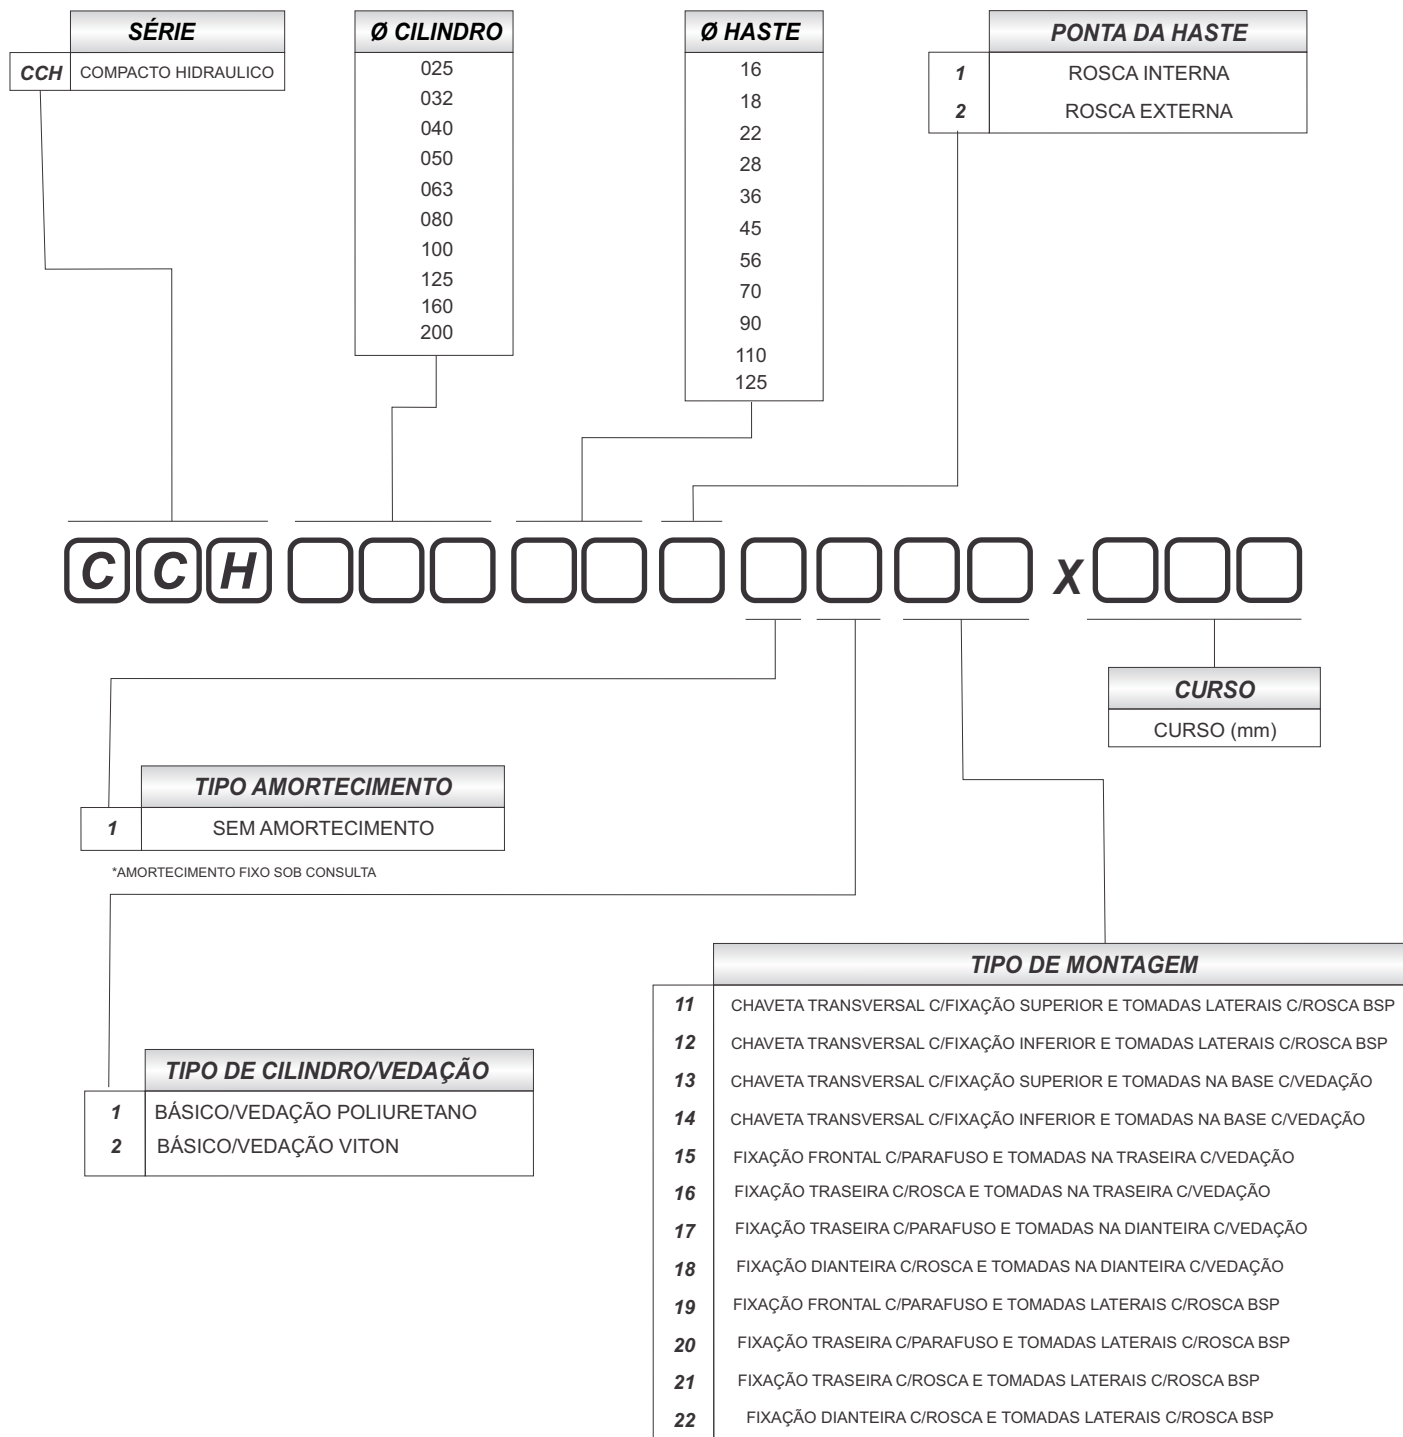 SÉRIE
CCH COMPACTO HIDRAULICO
Ø CILINDRO
025
032
040
050
063
080
100
125
160
200
Ø HASTE
16
18
22
28
36
45
56
70
90
110
125
PONTA DA HASTE
1 ROSCA INTERNA
2 ROSCA EXTERNA
C C H X
CURSO
CURSO (mm)
TIPO AMORTECIMENTO
1 SEM AMORTECIMENTO
*AMORTECIMENTO FIXO SOB CONSULTA
TIPO DE CILINDRO/VEDAÇÃO
1 BÁSICO/VEDAÇÃO POLIURETANO
2 BÁSICO/VEDAÇÃO VITON
TIPO DE MONTAGEM
11 CHAVETA TRANSVERSAL C/FIXAÇÃO SUPERIOR E TOMADAS LATERAIS C/ROSCA BSP
12 CHAVETA TRANSVERSAL C/FIXAÇÃO INFERIOR E TOMADAS LATERAIS C/ROSCA BSP
13 CHAVETA TRANSVERSAL C/FIXAÇÃO SUPERIOR E TOMADAS NA BASE C/VEDAÇÃO
14 CHAVETA TRANSVERSAL C/FIXAÇÃO INFERIOR E TOMADAS NA BASE C/VEDAÇÃO
15 FIXAÇÃO FRONTAL C/PARAFUSO E TOMADAS NA TRASEIRA C/VEDAÇÃO
16 FIXAÇÃO TRASEIRA C/ROSCA E TOMADAS NA TRASEIRA C/VEDAÇÃO
17 FIXAÇÃO TRASEIRA C/PARAFUSO E TOMADAS NA DIANTEIRA C/VEDAÇÃO
18 FIXAÇÃO DIANTEIRA C/ROSCA E TOMADAS NA DIANTEIRA C/VEDAÇÃO
19 FIXAÇÃO FRONTAL C/PARAFUSO E TOMADAS LATERAIS C/ROSCA BSP
20 FIXAÇÃO TRASEIRA C/PARAFUSO E TOMADAS LATERAIS C/ROSCA BSP
21 FIXAÇÃO TRASEIRA C/ROSCA E TOMADAS LATERAIS C/ROSCA BSP
22 FIXAÇÃO DIANTEIRA C/ROSCA E TOMADAS LATERAIS C/ROSCA BSP